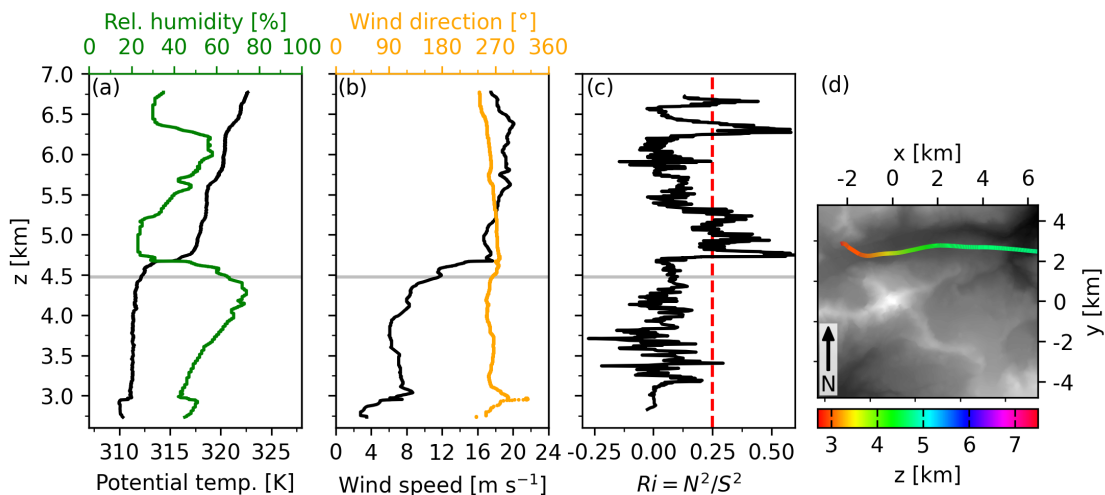 Rel. humidity [%]
0 20 40 60 80 100
Wind direction [°]
0 90 180 270 360
(a)
(b)
(c)
(d)
7.0
6.5
6.0
5.5
5.0
4.5
4.0
3.5
3.0
z [km]
310 315 320 325
Potential temp. [K]
0 4 8 12 16 20 24
Wind speed [m s⁻¹]
-0.25 0.00 0.25 0.50
Ri = N²/S²
x [km]
-2 0 2 4 6
4
2
0
-2
-4
y [km]
N
3 4 5 6 7
z [km]